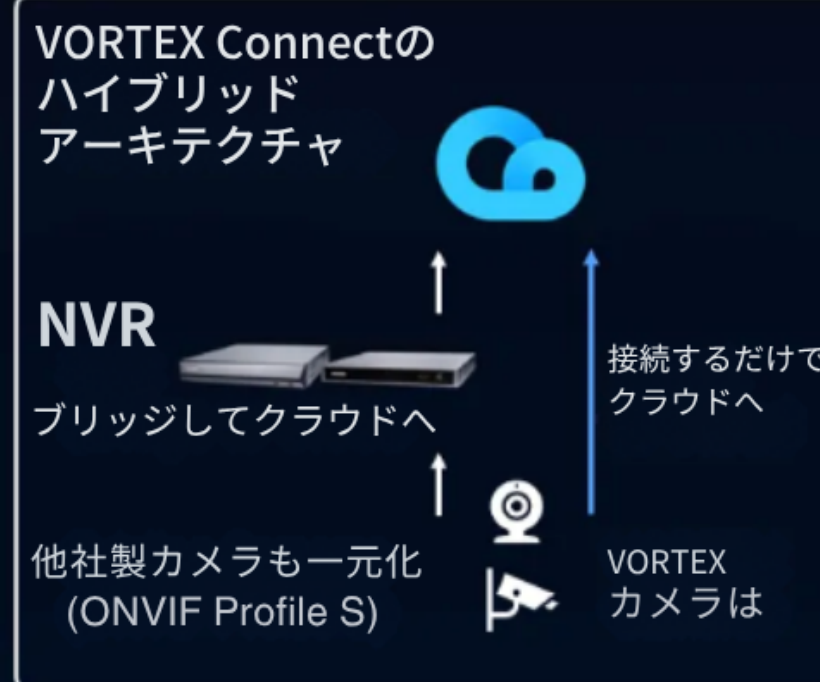 VORTEX Connectの
ハイブリッド
アーキテクチャ
NVR
ブリッジしてクラウドへ
接続するだけで
クラウドへ
他社製カメラも一元化
(ONVIF Profile S)
VORTEX
カメラは